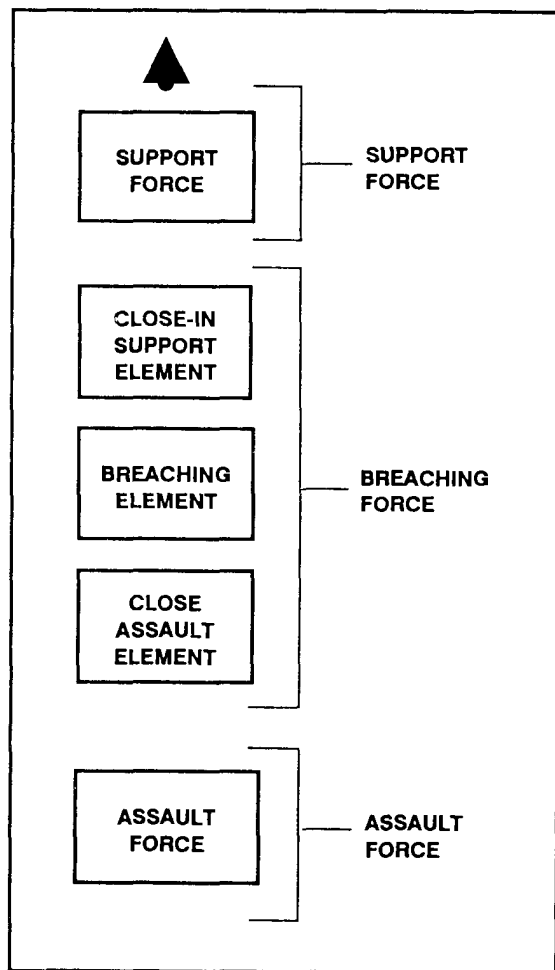 SUPPORT
FORCE
SUPPORT
FORCE
CLOSE-IN
SUPPORT
ELEMENT
BREACHING
ELEMENT
BREACHING
FORCE
CLOSE
ASSAULT
ELEMENT
ASSAULT
FORCE
ASSAULT
FORCE